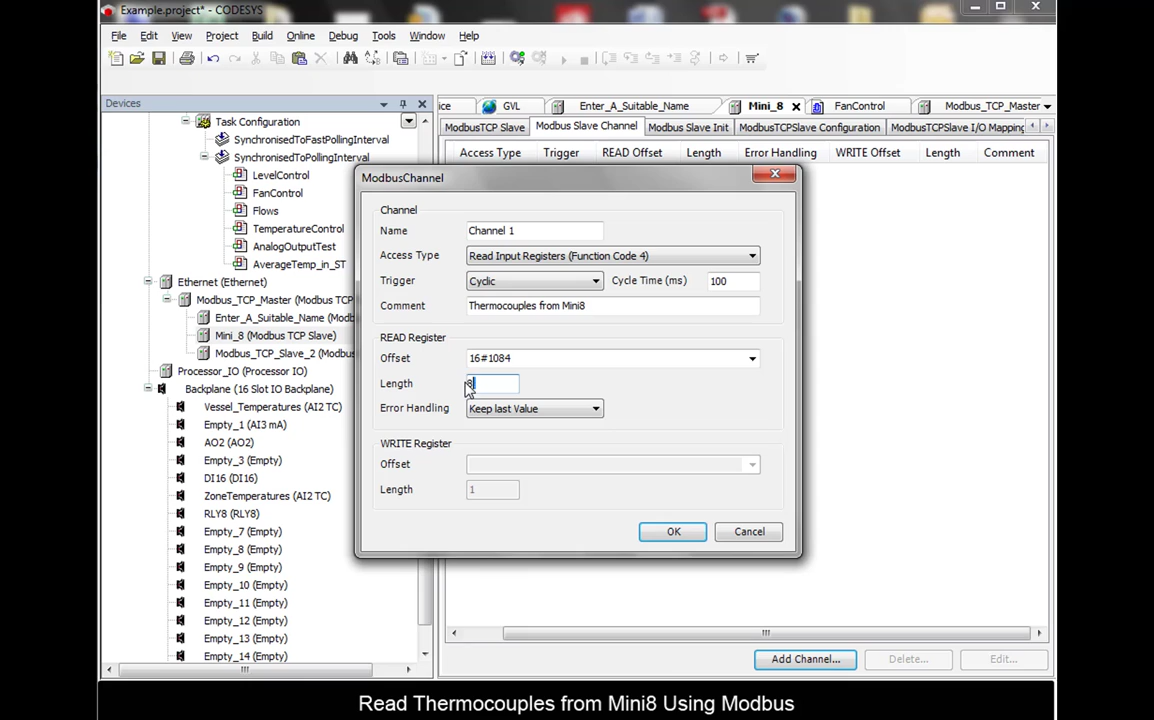 Example.project* - CODESYS
File Edit View Project Build Online Debug Tools Window Help
Devices
ice GVL Enter_A_Suitable_Name Mini_8 FanControl Modbus_TCP_Master
ModbusTCP Slave Modbus Slave Channel Modbus Slave Init ModbusTCPSlave Configuration ModbusTCPSlave I/O Mapping
Access Type Trigger READ Offset Length Error Handling WRITE Offset Length Comment
Task Configuration
SynchronisedToFastPollingInterval
SynchronisedToPollingInterval
LevelControl
FanControl
Flows
TemperatureControl
AnalogOutputTest
AverageTemp_in_ST
Ethernet (Ethernet)
Modbus_TCP_Master (Modbus TCP
Enter_A_Suitable_Name (Modb
Mini_8 (Modbus TCP Slave)
Modbus_TCP_Slave_2 (Modbus
Processor_IO (Processor IO)
Backplane (16 Slot IO Backplane)
Vessel_Temperatures (AI2 TC)
Empty_1 (AI3 mA)
AO2 (AO2)
Empty_3 (Empty)
DI16 (DI16)
ZoneTemperatures (AI2 TC)
RLY8 (RLY8)
Empty_7 (Empty)
Empty_8 (Empty)
Empty_9 (Empty)
Empty_10 (Empty)
Empty_11 (Empty)
Empty_12 (Empty)
Empty_13 (Empty)
Empty_14 (Empty)
ModbusChannel
Channel
Name Channel 1
Access Type Read Input Registers (Function Code 4)
Trigger Cyclic Cycle Time (ms) 100
Comment Thermocouples from Mini8
READ Register
Offset 16#1084
Length
Error Handling Keep last Value
WRITE Register
Offset
Length 1
OK Cancel
Add Channel... Delete... Edit...
Read Thermocouples from Mini8 Using Modbus